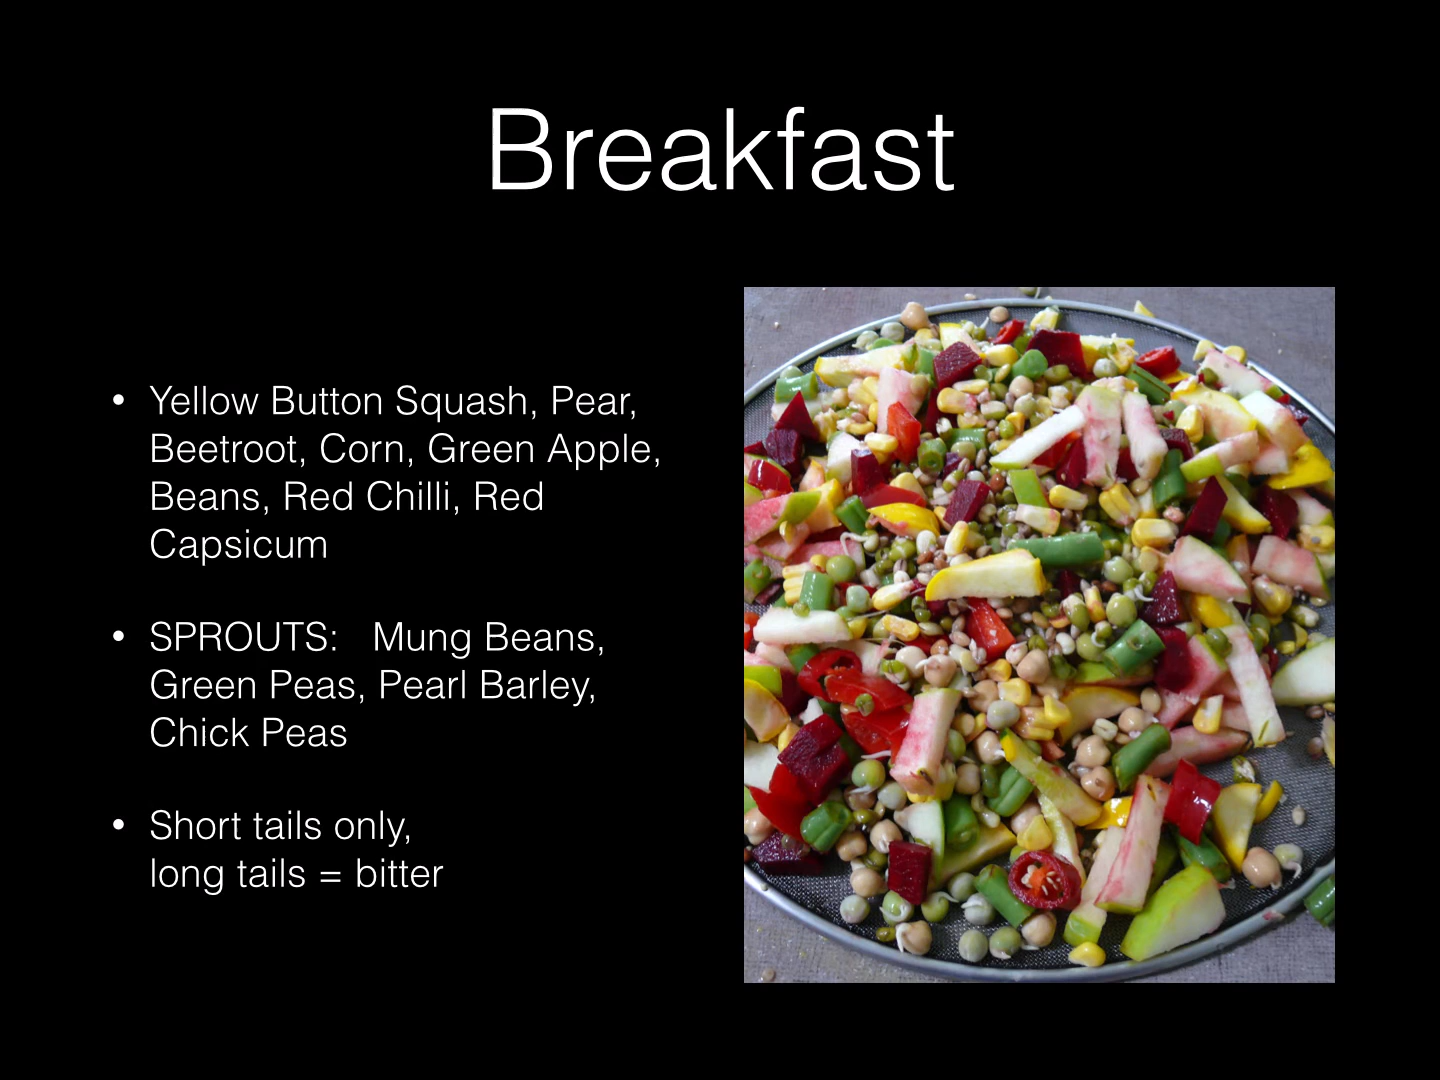 Breakfast
• Yellow Button Squash, Pear,
Beetroot, Corn, Green Apple,
Beans, Red Chilli, Red
Capsicum
• SPROUTS:   Mung Beans,
Green Peas, Pearl Barley,
Chick Peas
• Short tails only,
long tails = bitter